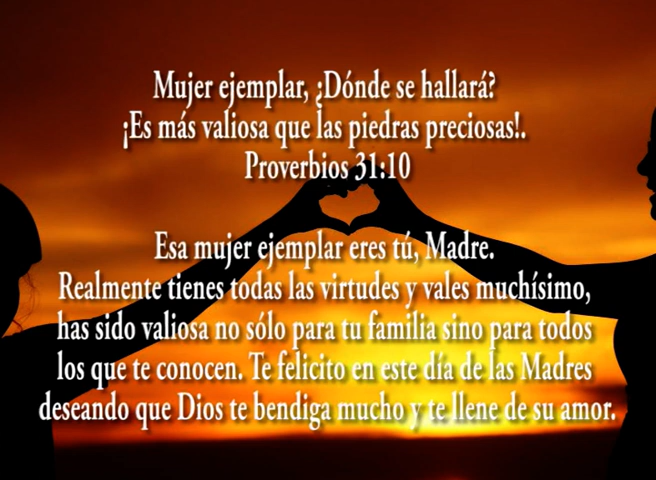 Mujer ejemplar, ¿Dónde se hallará?
¡Es más valiosa que las piedras preciosas!.
Proverbios 31:10
Esa mujer ejemplar eres tú, Madre.
Realmente tienes todas las virtudes y vales muchísimo,
has sido valiosa no sólo para tu familia sino para todos
los que te conocen. Te felicito en este día de las Madres
deseando que Dios te bendiga mucho y te llene de su amor.